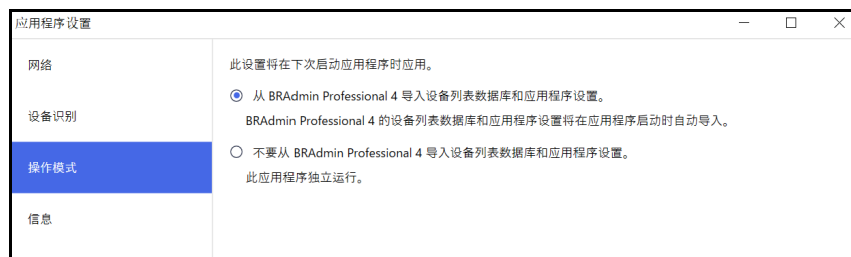 应用程序设置
网络
设备识别
操作模式
信息
此设置将在下次启动应用程序时应用。
从 BRAdmin Professional 4 导入设备列表数据库和应用程序设置。
BRAdmin Professional 4 的设备列表数据库和应用程序设置将在应用程序启动时自动导入。
不要从 BRAdmin Professional 4 导入设备列表数据库和应用程序设置。
此应用程序独立运行。